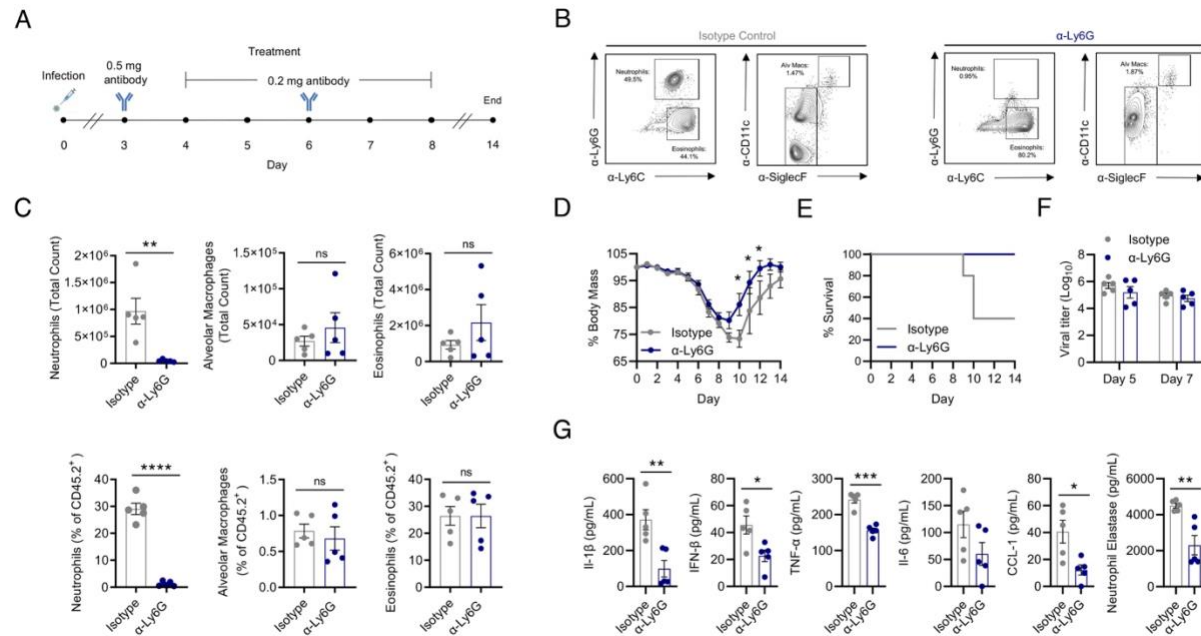 A
Treatment
Infection
0.5 mg
antibody
0.2 mg antibody
End
0 3 4 5 6 7 8 14
Day
B
Isotype Control
α-Ly6G
α-Ly6G
Neutrophils:
49.5%
Eosinophils:
44.1%
α-Ly6C
α-CD11c
Alv Macs:
1.47%
α-SiglecF
α-Ly6G
Neutrophils:
0.95%
Eosinophils:
80.2%
α-Ly6C
α-CD11c
Alv Macs:
1.87%
α-SiglecF
C
Neutrophils (Total Count)
2×10⁶
2×10⁶
1×10⁶
5×10⁵
0
**
Isotype
α-Ly6G
Alveolar Macrophages
(Total Count)
1.5×10⁵
1.0×10⁵
5×10⁴
0
ns
Isotype
α-Ly6G
Eosinophils (Total Count)
6×10⁶
4×10⁶
2×10⁶
0
ns
Isotype
α-Ly6G
Neutrophils (% of CD45.2⁺)
40
30
20
10
0
****
Isotype
α-Ly6G
Alveolar Macrophages
(% of CD45.2⁺)
1.5
1.0
0.5
0.0
ns
Isotype
α-Ly6G
Eosinophils (% of CD45.2⁺)
40
30
20
10
0
ns
Isotype
α-Ly6G
D
% Body Mass
105
95
85
75
65
* * *
Isotype
α-Ly6G
0 2 4 6 8 10 12 14
Day
E
% Survival
100
80
60
40
20
0
Isotype
α-Ly6G
0 2 4 6 8 10 12 14
Day
F
Viral titer (Log₁₀)
10
8
6
4
2
0
Isotype
α-Ly6G
Day 5 Day 7
G
Il-1β (pg/mL)
600
400
200
0
**
Isotype
α-Ly6G
IFN-β (pg/mL)
100
50
0
*
Isotype
α-Ly6G
TNF-α (pg/mL)
300
200
100
0
***
Isotype
α-Ly6G
Il-6 (pg/mL)
300
200
100
0
Isotype
α-Ly6G
CCL-1 (pg/mL)
100
50
0
*
Isotype
α-Ly6G
Neutrophil Elastase (pg/mL)
6000
4000
2000
0
**
Isotype
α-Ly6G